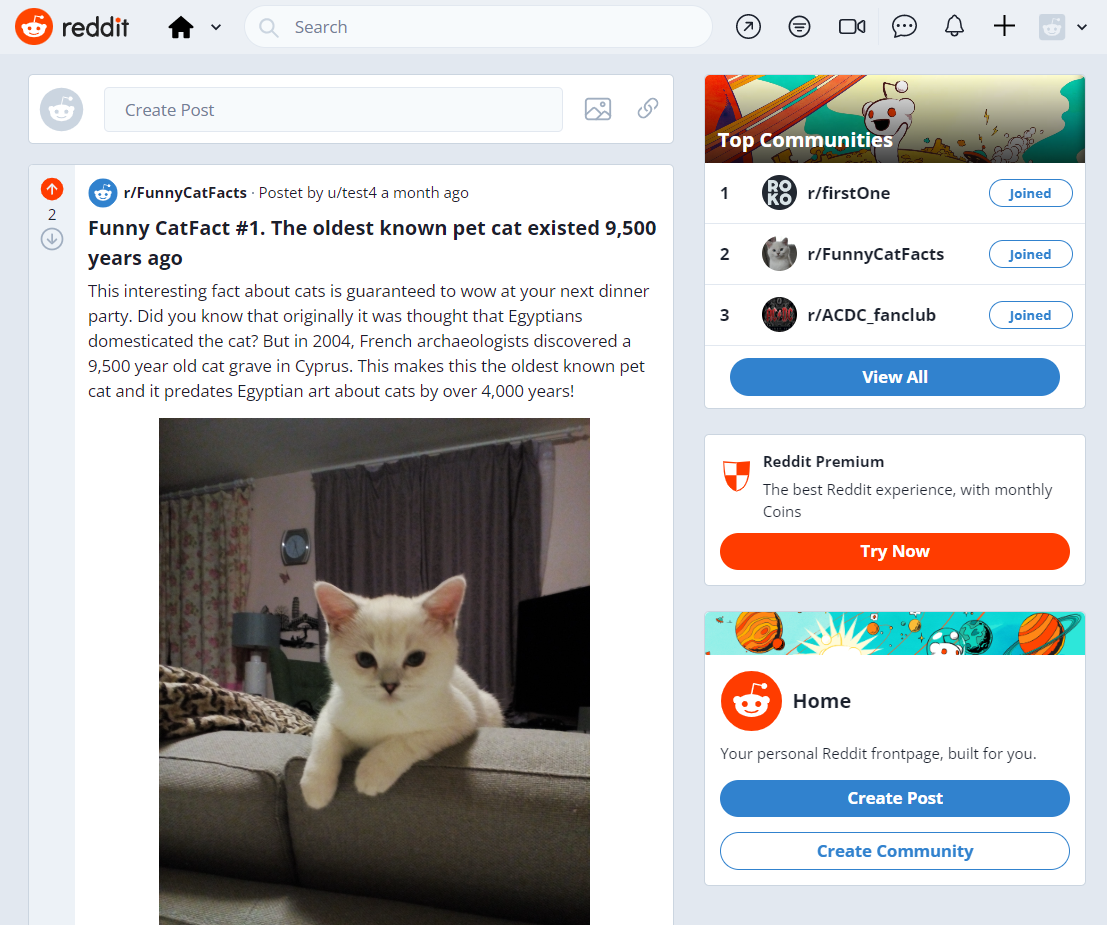 reddit
Search
Create Post
r/FunnyCatFacts · Postet by u/test4 a month ago
2
Funny CatFact #1. The oldest known pet cat existed 9,500
years ago
This interesting fact about cats is guaranteed to wow at your next dinner
party. Did you know that originally it was thought that Egyptians
domesticated the cat? But in 2004, French archaeologists discovered a
9,500 year old cat grave in Cyprus. This makes this the oldest known pet
cat and it predates Egyptian art about cats by over 4,000 years!
Top Communities
1 ROKO r/firstOne Joined
2 r/FunnyCatFacts Joined
3 r/ACDC_fanclub Joined
View All
Reddit Premium
The best Reddit experience, with monthly
Coins
Try Now
Home
Your personal Reddit frontpage, built for you.
Create Post
Create Community